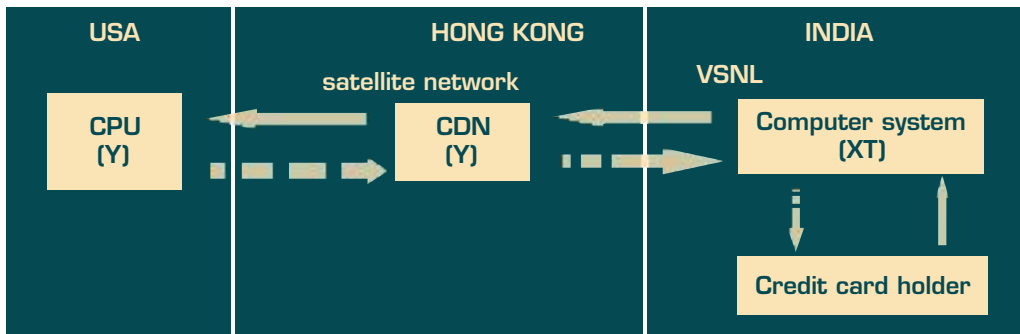 USA
HONG KONG
INDIA
satellite network
VSNL
CPU
(Y)
CDN
(Y)
Computer system
(XT)
Credit card holder